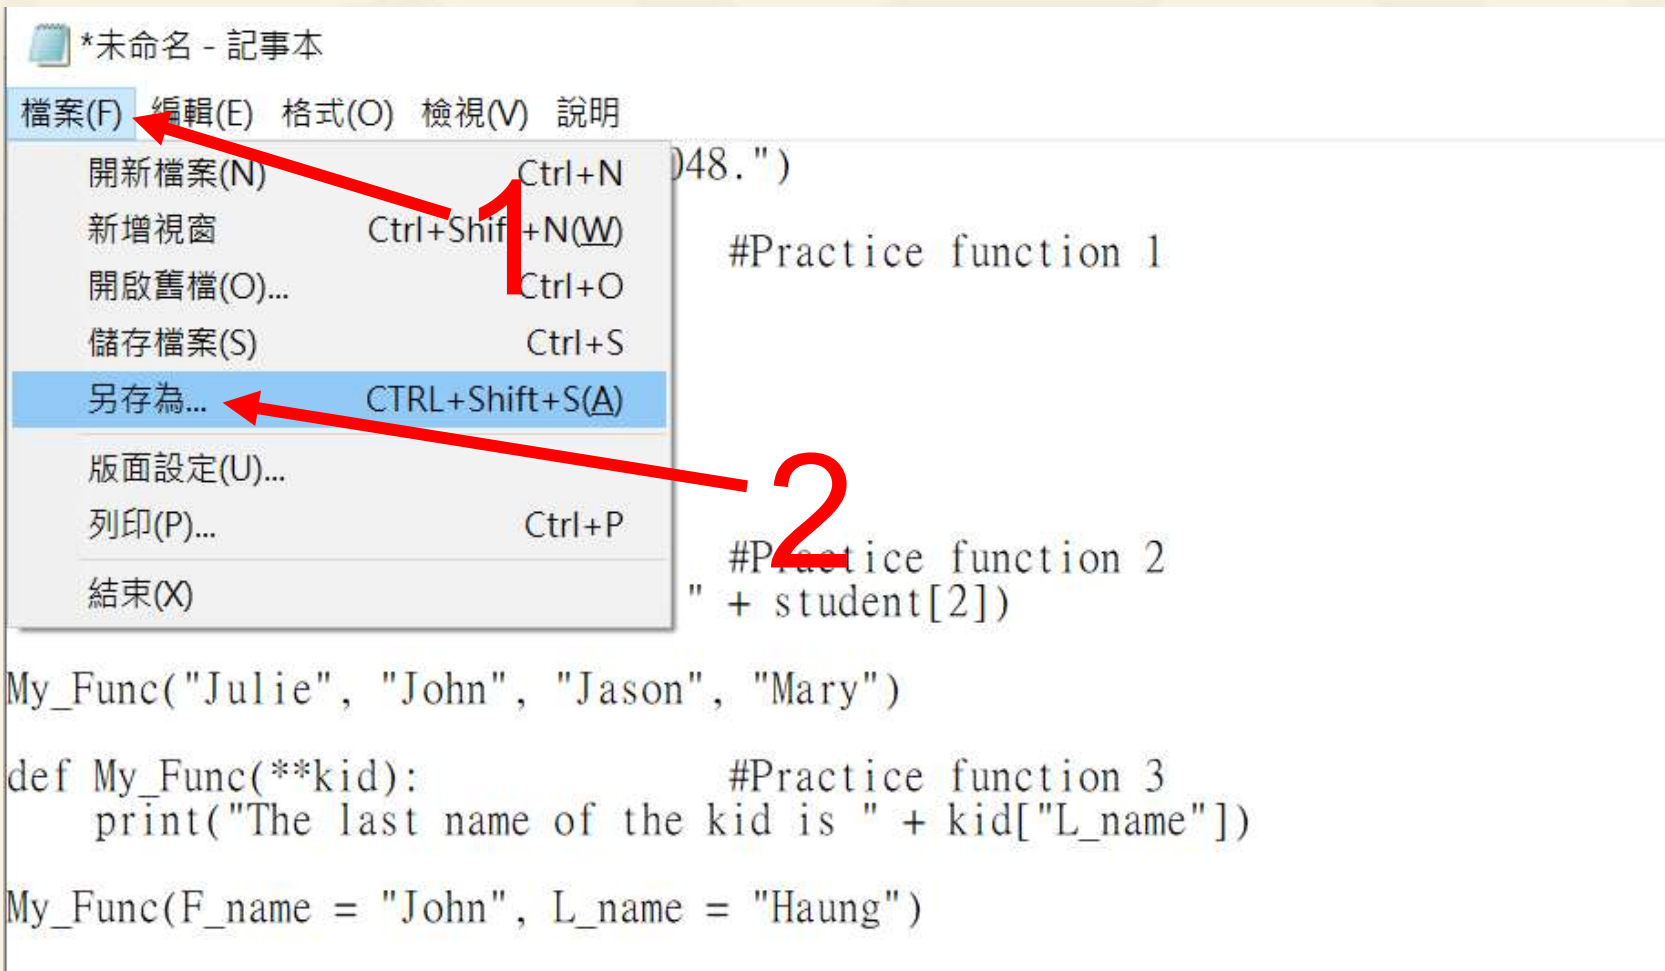 *未命名 - 記事本
檔案(F) 編輯(E) 格式(O) 檢視(V) 說明
開新檔案(N) Ctrl+N
新增視窗 Ctrl+Shift+N(W)
開啟舊檔(O)... Ctrl+O
儲存檔案(S) Ctrl+S
另存為... CTRL+Shift+S(A)
版面設定(U)...
列印(P)... Ctrl+P
結束(X)
1
2
048.")
#Practice function 1
#Practice function 2
" + student[2])
My_Func("Julie", "John", "Jason", "Mary")
def My_Func(**kid): #Practice function 3
print("The last name of the kid is " + kid["L_name"])
My_Func(F_name = "John", L_name = "Haung")